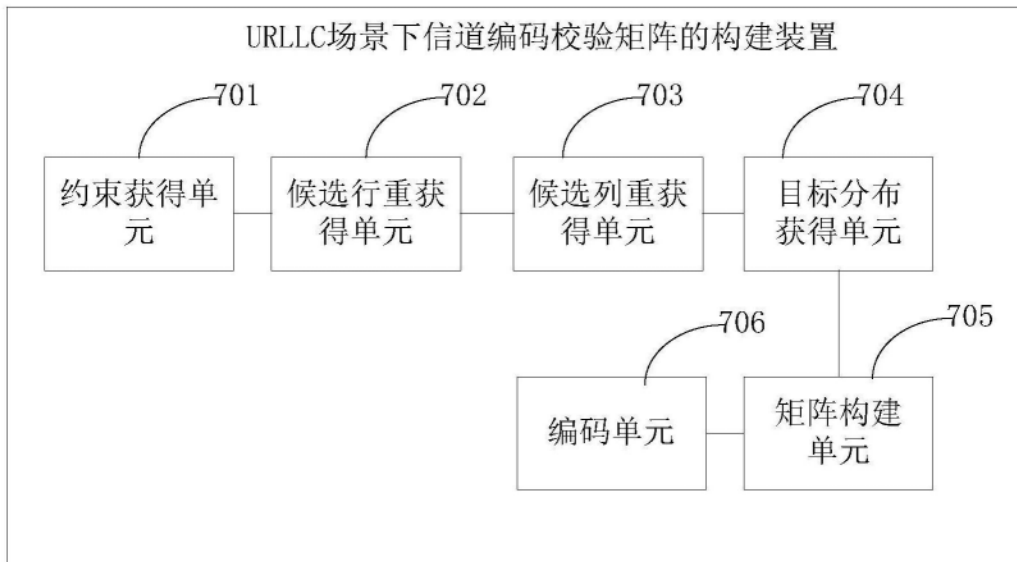 URLLC场景下信道编码校验矩阵的构建装置
701
702
703
704
约束获得单
元
候选行重获
得单元
候选列重获
得单元
目标分布
获得单元
706
705
编码单元
矩阵构建
单元